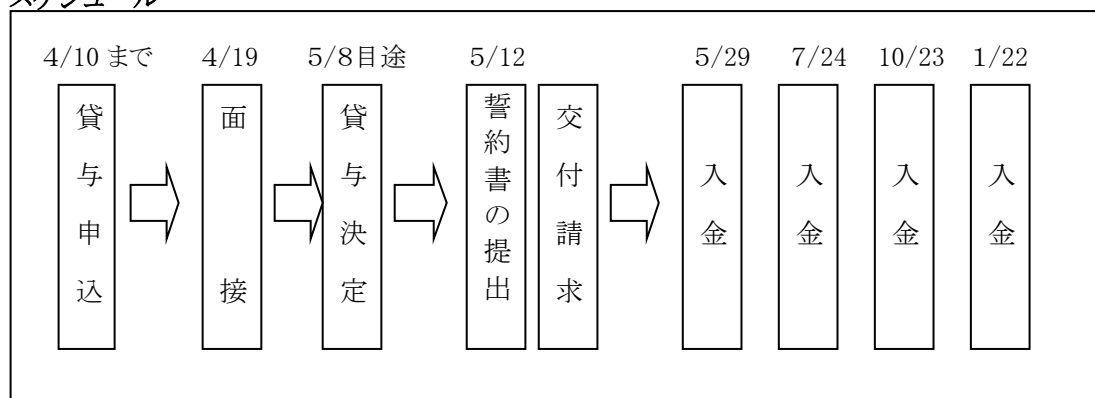 スケジュール
4/10 まで
4/19
5/8目途
5/12
5/29
7/24
10/23
1/22
貸与申込
面接
貸与決定
誓約書の提出
交付請求
入金
入金
入金
入金